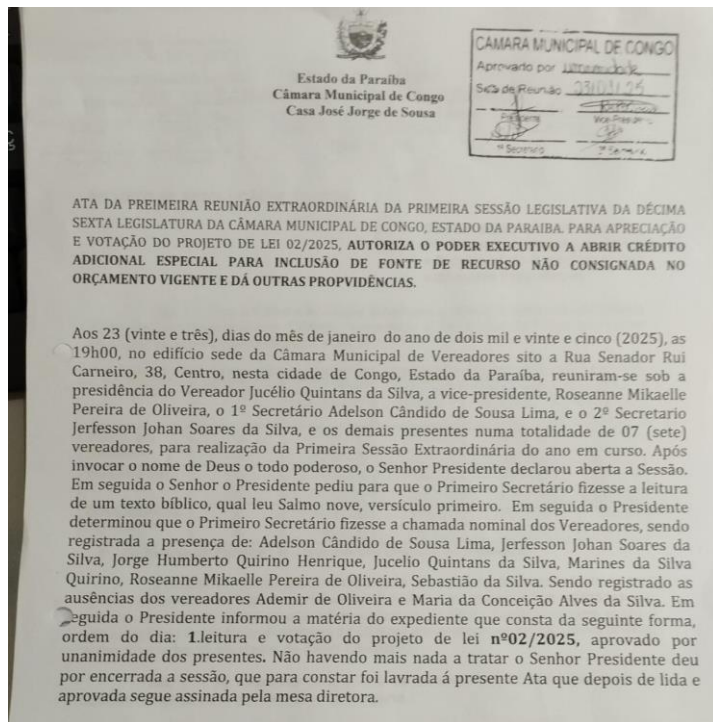 Estado da Paraíba
Câmara Municipal de Congo
Casa José Jorge de Sousa
CÂMARA MUNICIPAL DE CONGO
Aprovado por
Sala de Reunião 23/01/25
Presidente
Vice-Presid
1º Secretário
2º Secretário
ATA DA PREIMEIRA REUNIÃO EXTRAORDINÁRIA DA PRIMEIRA SESSÃO LEGISLATIVA DA DÉCIMA
SEXTA LEGISLATURA DA CÂMARA MUNICIPAL DE CONGO, ESTADO DA PARAIBA. PARA APRECIAÇÃO
E VOTAÇÃO DO PROJETO DE LEI 02/2025, AUTORIZA O PODER EXECUTIVO A ABRIR CRÉDITO
ADICIONAL ESPECIAL PARA INCLUSÃO DE FONTE DE RECURSO NÃO CONSIGNADA NO
ORÇAMENTO VIGENTE E DÁ OUTRAS PROPVIDÊNCIAS.
Aos 23 (vinte e três), dias do mês de janeiro do ano de dois mil e vinte e cinco (2025), as
19h00, no edifício sede da Câmara Municipal de Vereadores sito a Rua Senador Rui
Carneiro, 38, Centro, nesta cidade de Congo, Estado da Paraíba, reuniram-se sob a
presidência do Vereador Jucélio Quintans da Silva, a vice-presidente, Roseanne Mikaelle
Pereira de Oliveira, o 1º Secretário Adelson Cândido de Sousa Lima, e o 2º Secretario
Jerfesson Johan Soares da Silva, e os demais presentes numa totalidade de 07 (sete)
vereadores, para realização da Primeira Sessão Extraordinária do ano em curso. Após
invocar o nome de Deus o todo poderoso, o Senhor Presidente declarou aberta a Sessão.
Em seguida o Senhor o Presidente pediu para que o Primeiro Secretário fizesse a leitura
de um texto bíblico, qual leu Salmo nove, versículo primeiro. Em seguida o Presidente
determinou que o Primeiro Secretário fizesse a chamada nominal dos Vereadores, sendo
registrada a presença de: Adelson Cândido de Sousa Lima, Jerfesson Johan Soares da
Silva, Jorge Humberto Quirino Henrique, Jucelio Quintans da Silva, Marines da Silva
Quirino, Roseanne Mikaelle Pereira de Oliveira, Sebastião da Silva. Sendo registrado as
ausências dos vereadores Ademir de Oliveira e Maria da Conceição Alves da Silva. Em
seguida o Presidente informou a matéria do expediente que consta da seguinte forma,
ordem do dia: 1.leitura e votação do projeto de lei nº02/2025, aprovado por
unanimidade dos presentes. Não havendo mais nada a tratar o Senhor Presidente deu
por encerrada a sessão, que para constar foi lavrada á presente Ata que depois de lida e
aprovada segue assinada pela mesa diretora.